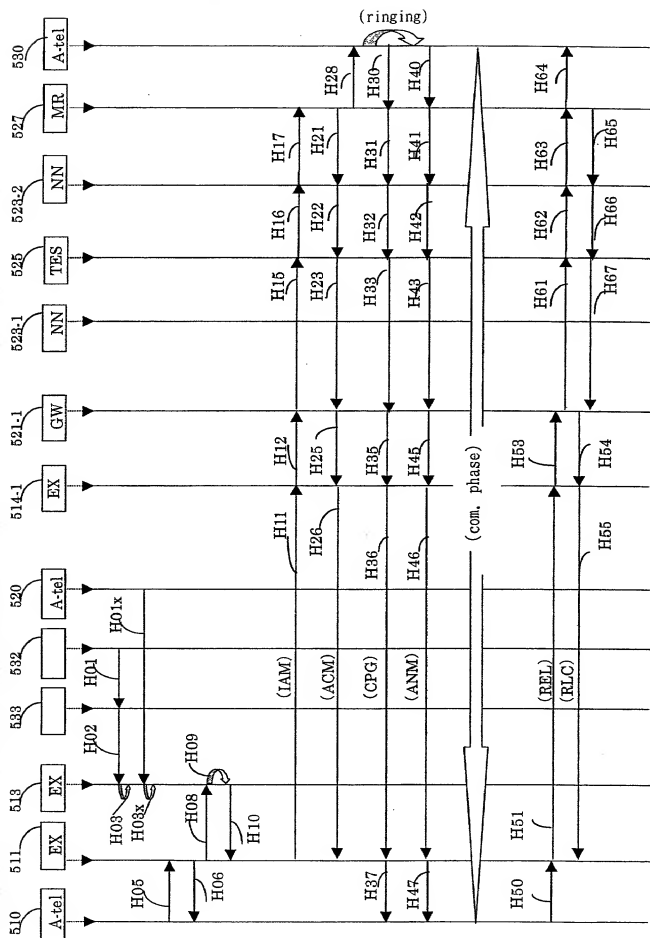 510 A-tel
511 EX
513 EX
533
532
520 A-tel
514-1 EX
521-1 GW
523-1 NN
525 TES
523-2 NN
527 MR
530 A-tel
H01
H02
H01x
H03
H03x
H05
H06
H08
H09
H10
(IAM)
H11
H12
H15
H16
H17
(ACM)
H26
H25
H23
H22
H21
H28
(ringing)
(CPG)
H37
H36
H35
H33
H32
H31
H30
(ANM)
H47
H46
H45
H43
H42
H41
H40
(com. phase)
(REL)
H50
H51
H53
H61
H62
H63
H64
(RLC)
H55
H54
H67
H66
H65